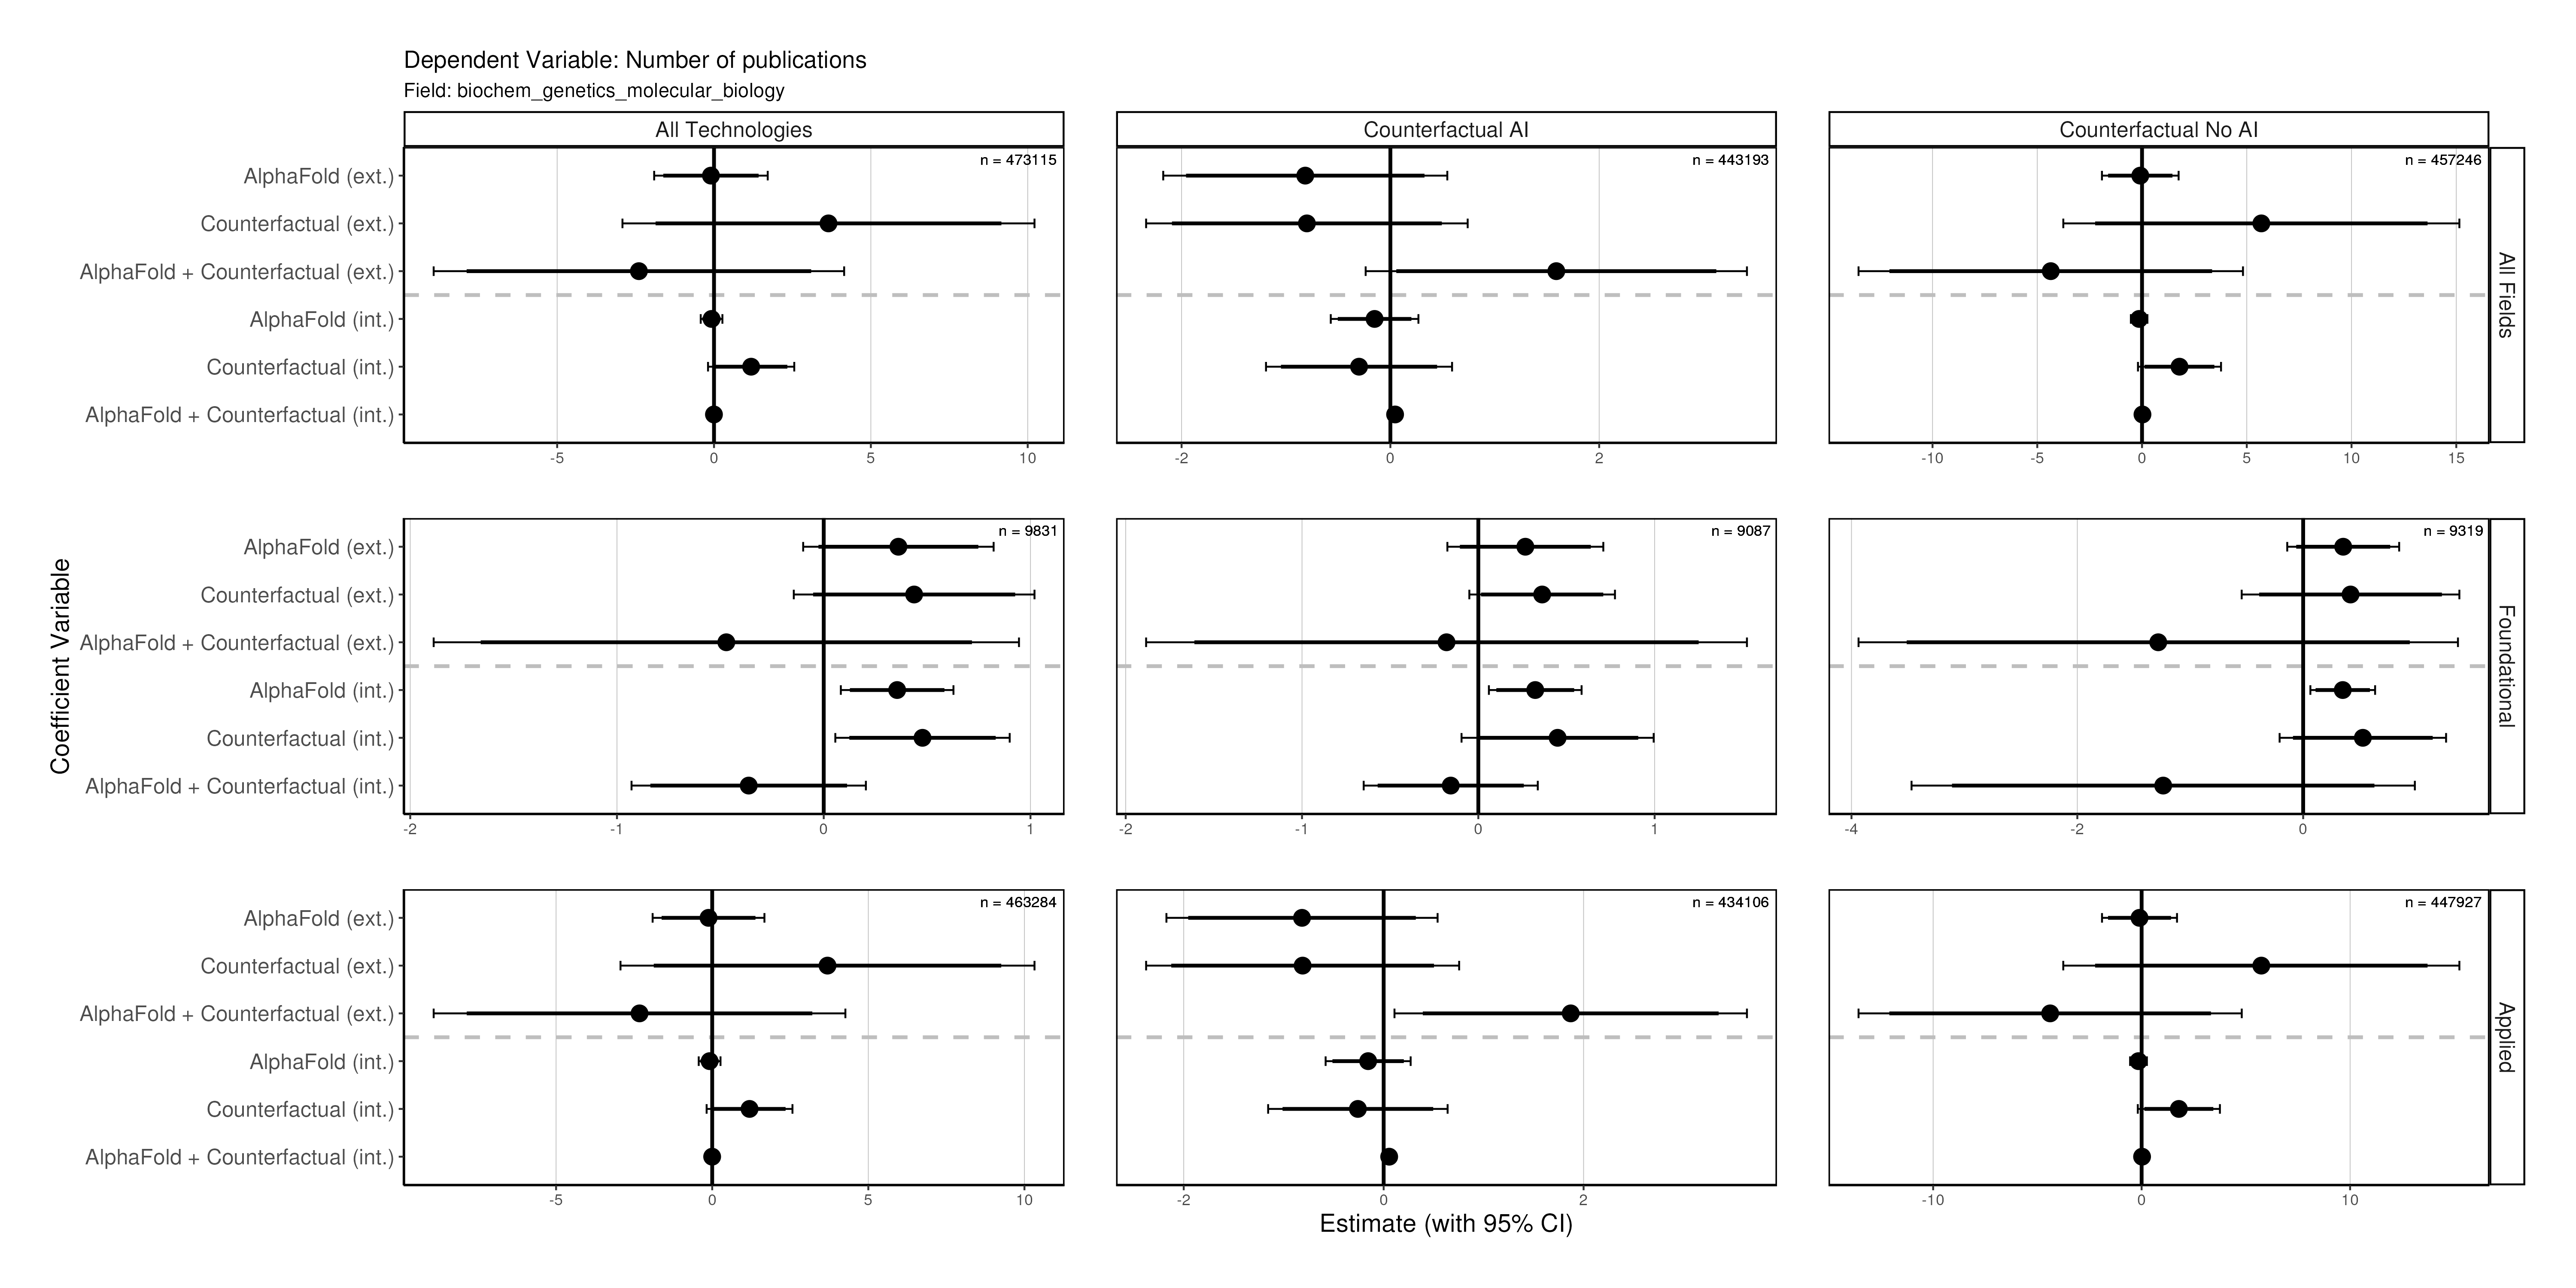 Dependent Variable: Number of publications
Field: biochem_genetics_molecular_biology
All Technologies
Counterfactual AI
Counterfactual No AI
n = 473115
n = 443193
n = 457246
AlphaFold (ext.)
Counterfactual (ext.)
AlphaFold + Counterfactual (ext.)
AlphaFold (int.)
Counterfactual (int.)
AlphaFold + Counterfactual (int.)
All Fields
-5 0 5 10
-2 0 2
-10 -5 0 5 10 15
n = 9831
n = 9087
n = 9319
AlphaFold (ext.)
Counterfactual (ext.)
AlphaFold + Counterfactual (ext.)
AlphaFold (int.)
Counterfactual (int.)
AlphaFold + Counterfactual (int.)
Foundational
Coefficient Variable
-2 -1 0 1
-2 -1 0 1
-4 -2 0
n = 463284
n = 434106
n = 447927
AlphaFold (ext.)
Counterfactual (ext.)
AlphaFold + Counterfactual (ext.)
AlphaFold (int.)
Counterfactual (int.)
AlphaFold + Counterfactual (int.)
Applied
-5 0 5 10
-2 0 2
-10 0 10
Estimate (with 95% CI)